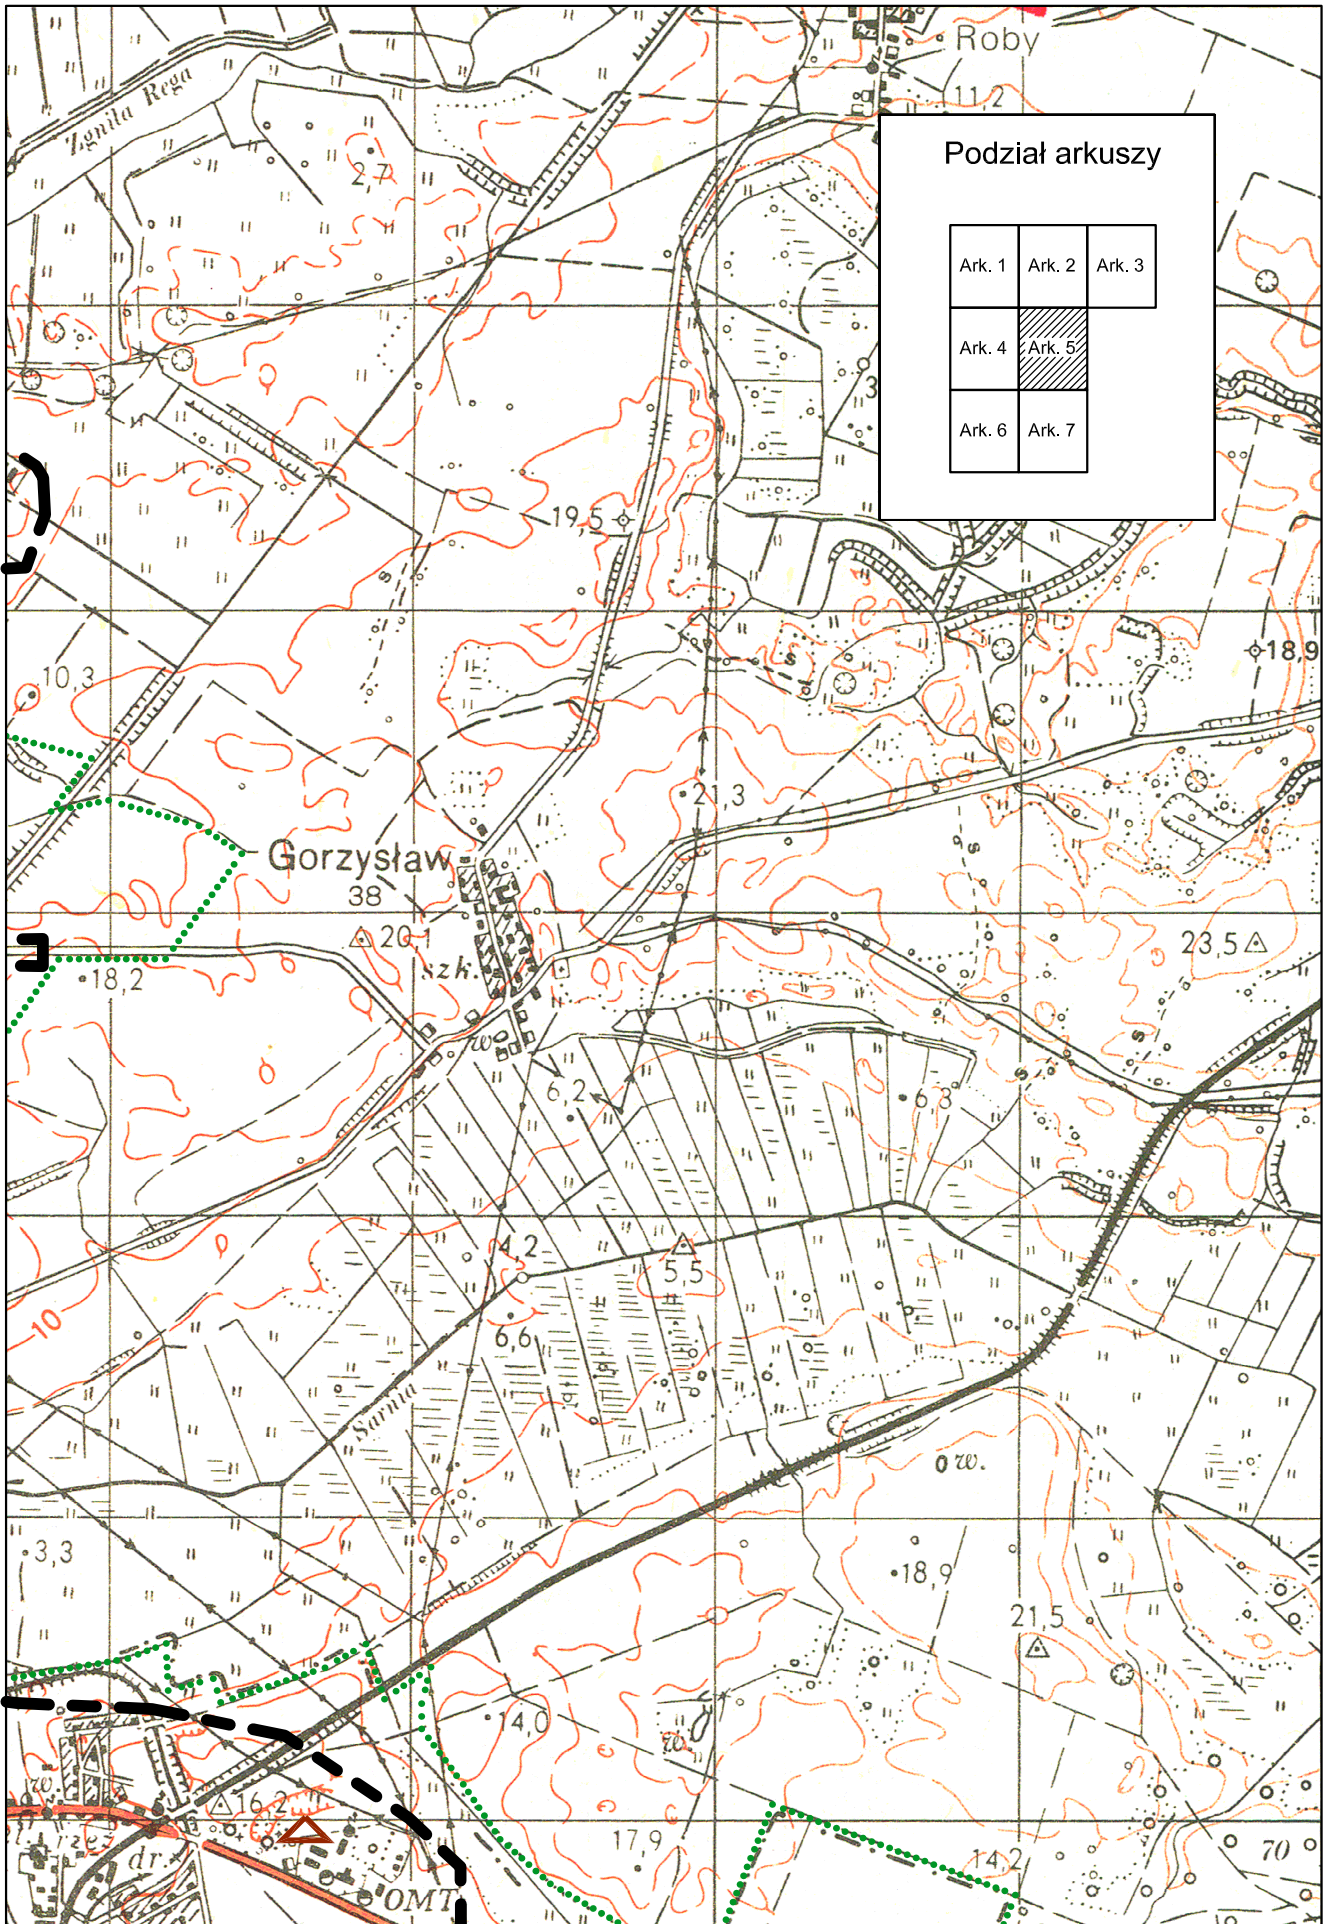 Roby
11,2
Zgniła Rega
2,7
Podział arkuszy
Ark. 1 Ark. 2 Ark. 3
Ark. 4 Ark. 5
Ark. 6 Ark. 7
3
19,5
s
18,9
s
10,3
21,3
s
Gorzysław
38
20,1
23,5
szk.
18,2
w
s
s
6,2
6,3
4,2
5,5
10
6,6
Sarnia
w.
3,3
18,9
21,5
14,0
w.
w.
16,2
17,9
14,2
70
dr.
OMT